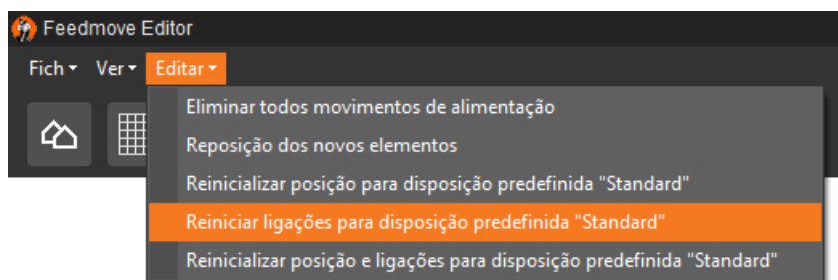 Feedmove Editor
Fich Ver Editar
Eliminar todos movimentos de alimentação
Reposição dos novos elementos
Reinicializar posição para disposição predefinida "Standard"
Reiniciar ligações para disposição predefinida "Standard"
Reinicializar posição e ligações para disposição predefinida "Standard"